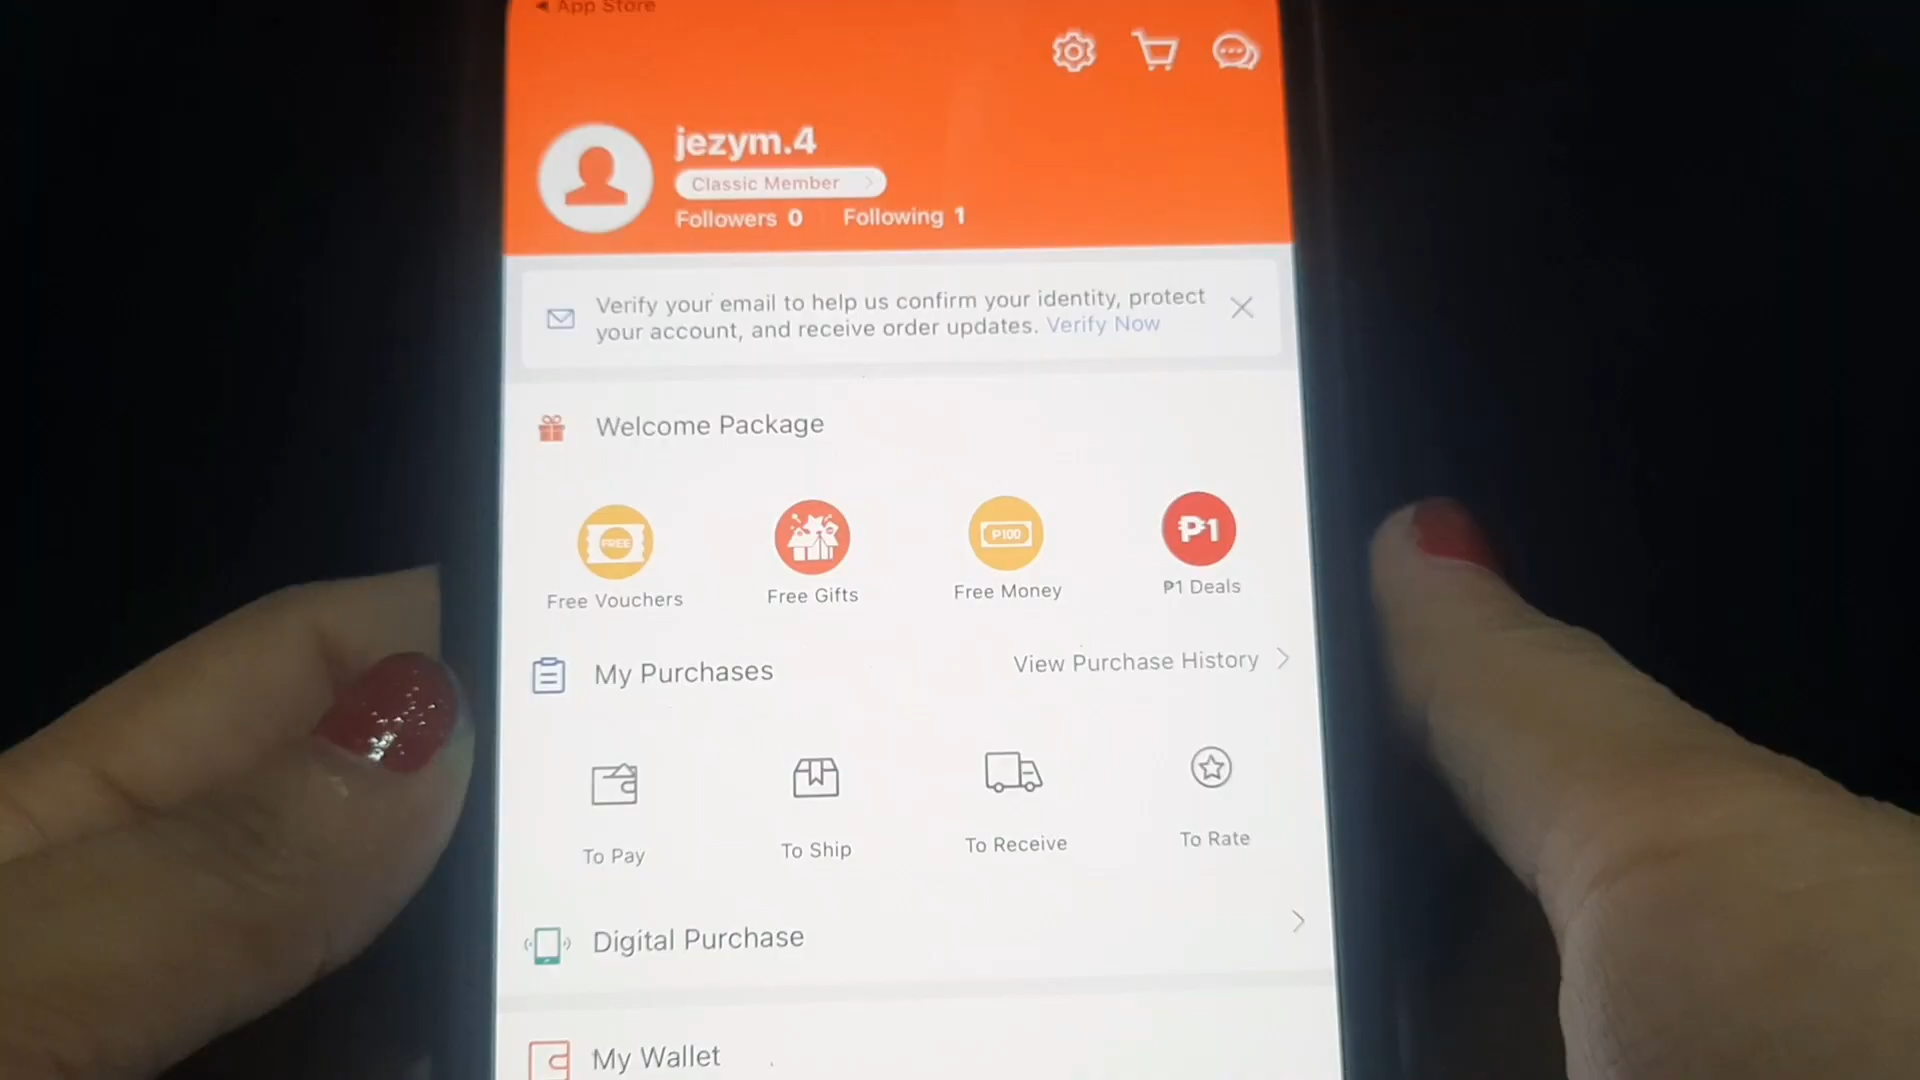 ◀ App Store
jezym.4
Classic Member >
Followers 0 Following 1
Verify your email to help us confirm your identity, protect
your account, and receive order updates. Verify Now
Welcome Package
FREE
₱100
₱1
Free Vouchers
Free Gifts
Free Money
₱1 Deals
My Purchases
View Purchase History >
To Pay
To Ship
To Receive
To Rate
Digital Purchase >
My Wallet